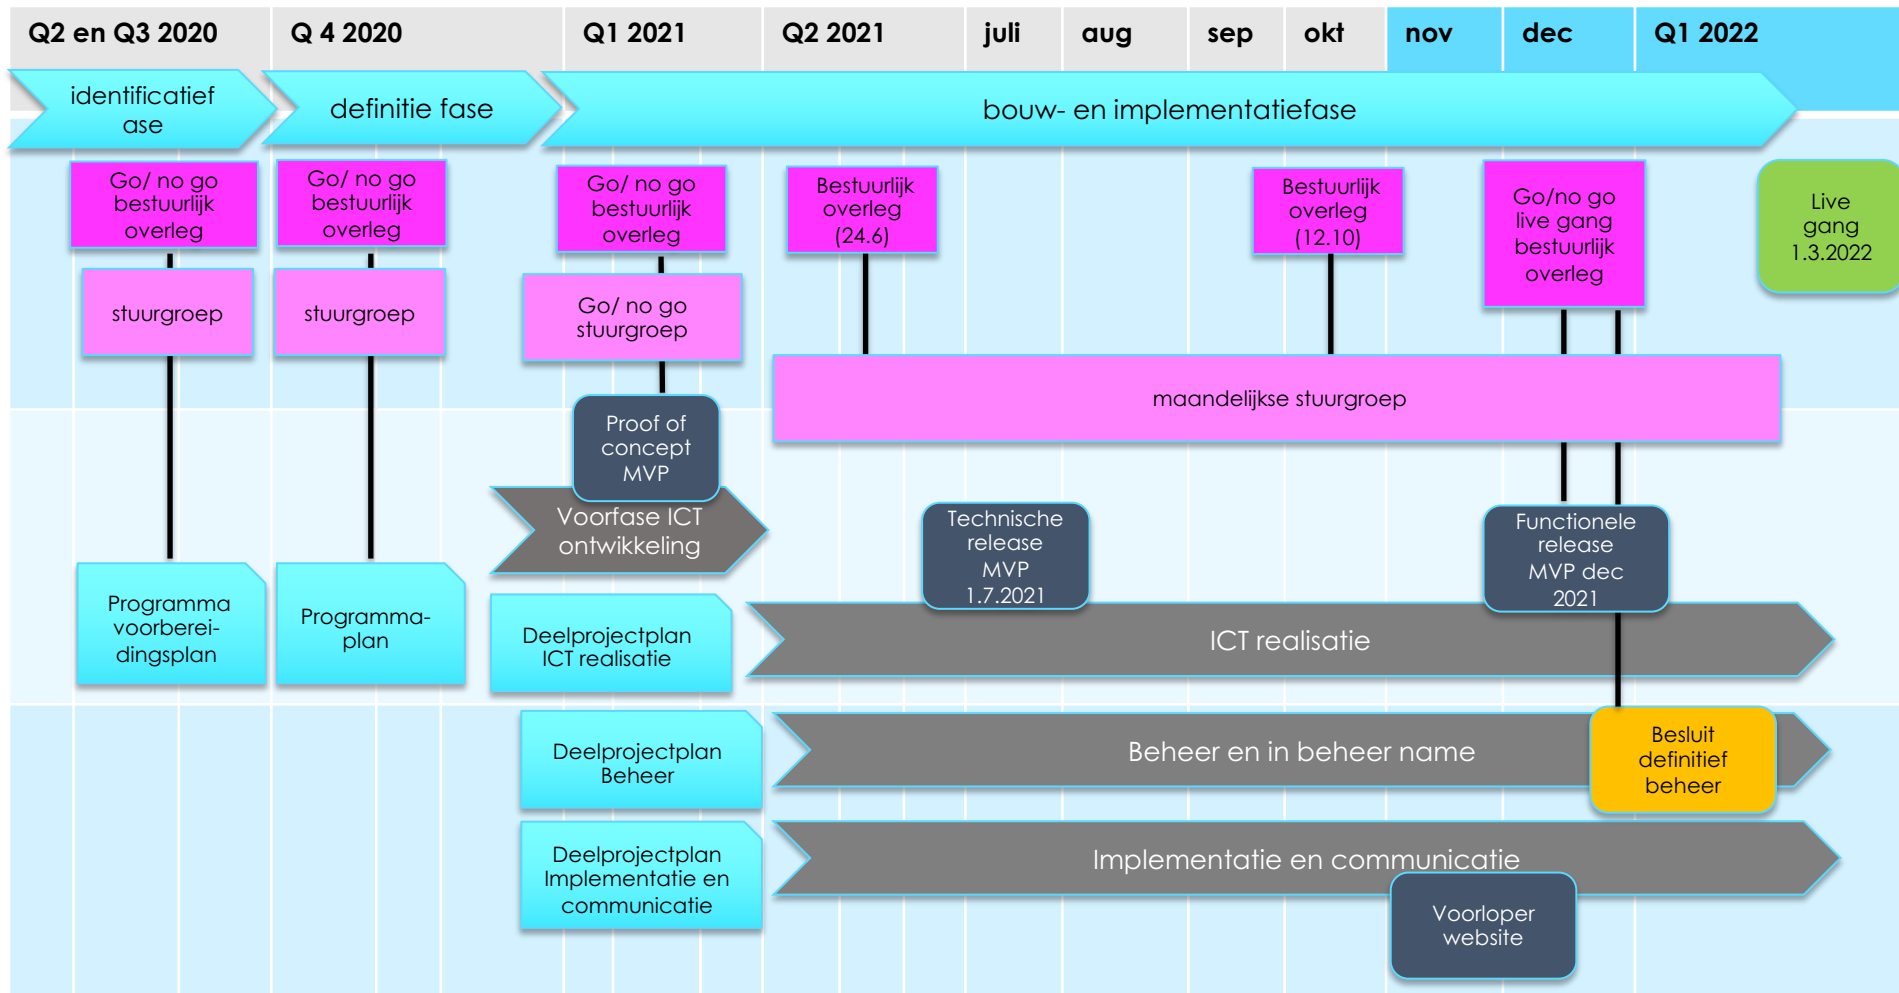 Q2 en Q3 2020
Q 4 2020
Q1 2021
Q2 2021
juli
aug
sep
okt
nov
dec
Q1 2022
identificatief
ase
definitie fase
bouw- en implementatiefase
Go/ no go
bestuurlijk
overleg
Go/ no go
bestuurlijk
overleg
Go/ no go
bestuurlijk
overleg
Bestuurlijk
overleg
(24.6)
Bestuurlijk
overleg
(12.10)
Go/no go
live gang
bestuurlijk
overleg
Live
gang
1.3.2022
stuurgroep
stuurgroep
Go/ no go
stuurgroep
maandelijkse stuurgroep
Proof of
concept
MVP
Voorfase ICT
ontwikkeling
Technische
release
MVP
1.7.2021
Functionele
release
MVP dec
2021
Programma
voorberei-
dingsplan
Programma-
plan
Deelprojectplan
ICT realisatie
ICT realisatie
Deelprojectplan
Beheer
Beheer en in beheer name
Besluit
definitief
beheer
Deelprojectplan
Implementatie en
communicatie
Implementatie en communicatie
Voorloper
website